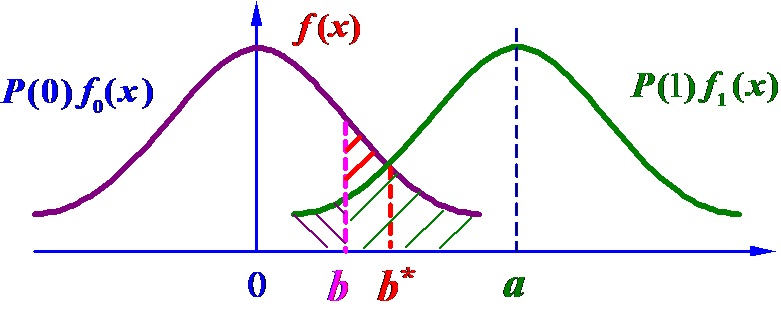 f(x)
P(0)f₀(x)
P(1)f₁(x)
0
b
b*
a